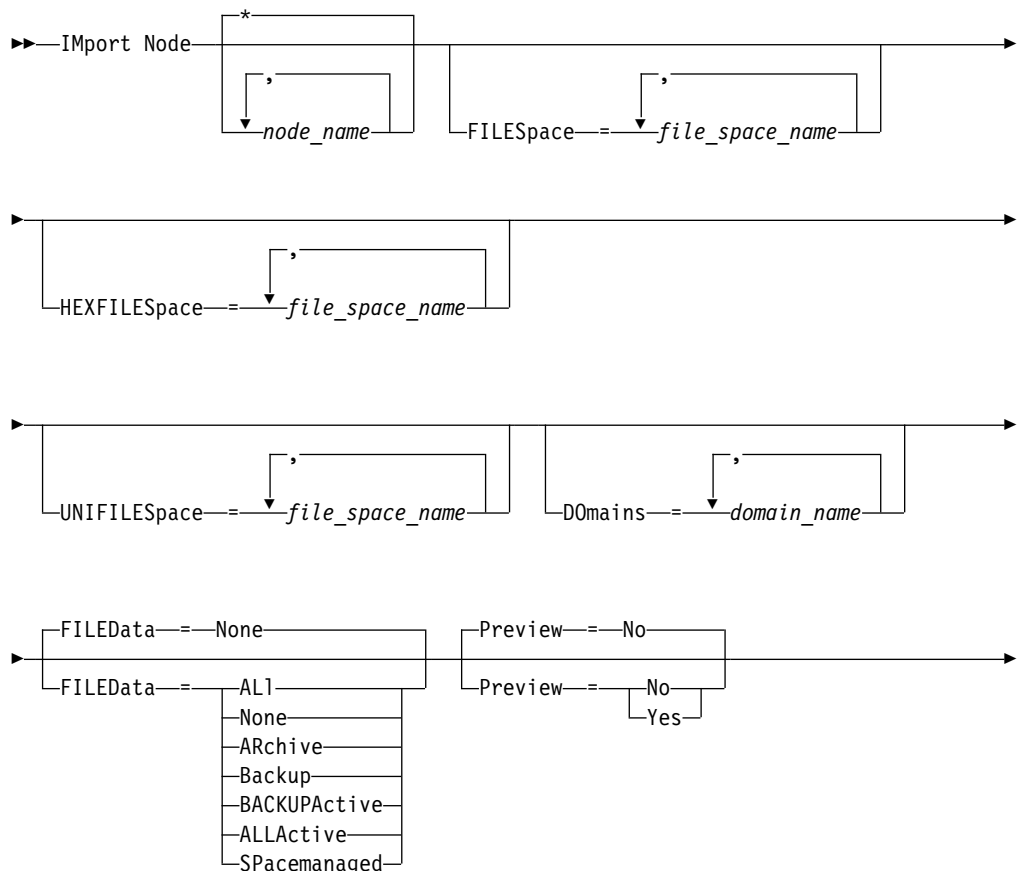 *
IMport Node
, ,
node_name FILESpace = file_space_name
,
HEXFILESpace = file_space_name
, ,
UNIFILESpace = file_space_name DOmains = domain_name
FILEData = None Preview = No
FILEData = ALl Preview = No
None Yes
ARchive
Backup
BACKUPActive
ALLActive
SPacemanaged